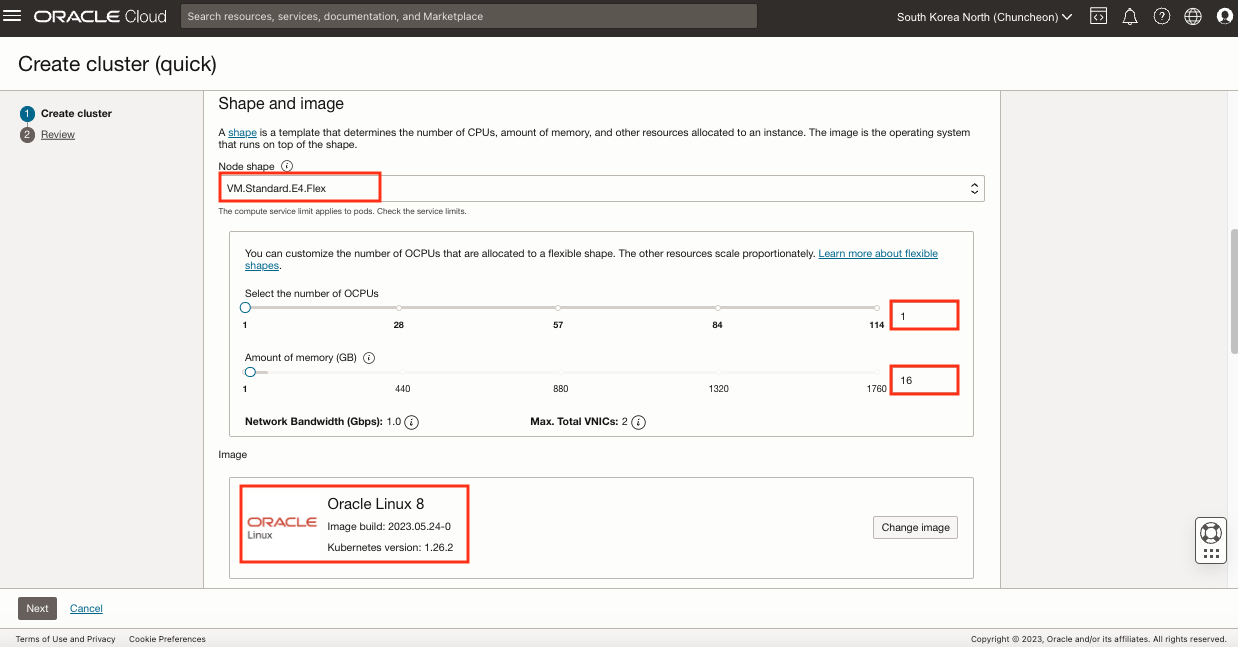 ORACLE Cloud
Search resources, services, documentation, and Marketplace
South Korea North (Chuncheon)
Create cluster (quick)
1 Create cluster
2 Review
Shape and image
A shape is a template that determines the number of CPUs, amount of memory, and other resources allocated to an instance. The image is the operating system
that runs on top of the shape.
Node shape
VM.Standard.E4.Flex
The compute service limit applies to pods. Check the service limits.
You can customize the number of OCPUs that are allocated to a flexible shape. The other resources scale proportionately. Learn more about flexible
shapes.
Select the number of OCPUs
1 28 57 84 114
1
Amount of memory (GB)
1 440 880 1320 1760
16
Network Bandwidth (Gbps): 1.0 Max. Total VNICs: 2
Image
ORACLE
Linux
Oracle Linux 8
Image build: 2023.05.24-0
Kubernetes version: 1.26.2
Change image
Next Cancel
Terms of Use and Privacy Cookie Preferences
Copyright © 2023, Oracle and/or its affiliates. All rights reserved.